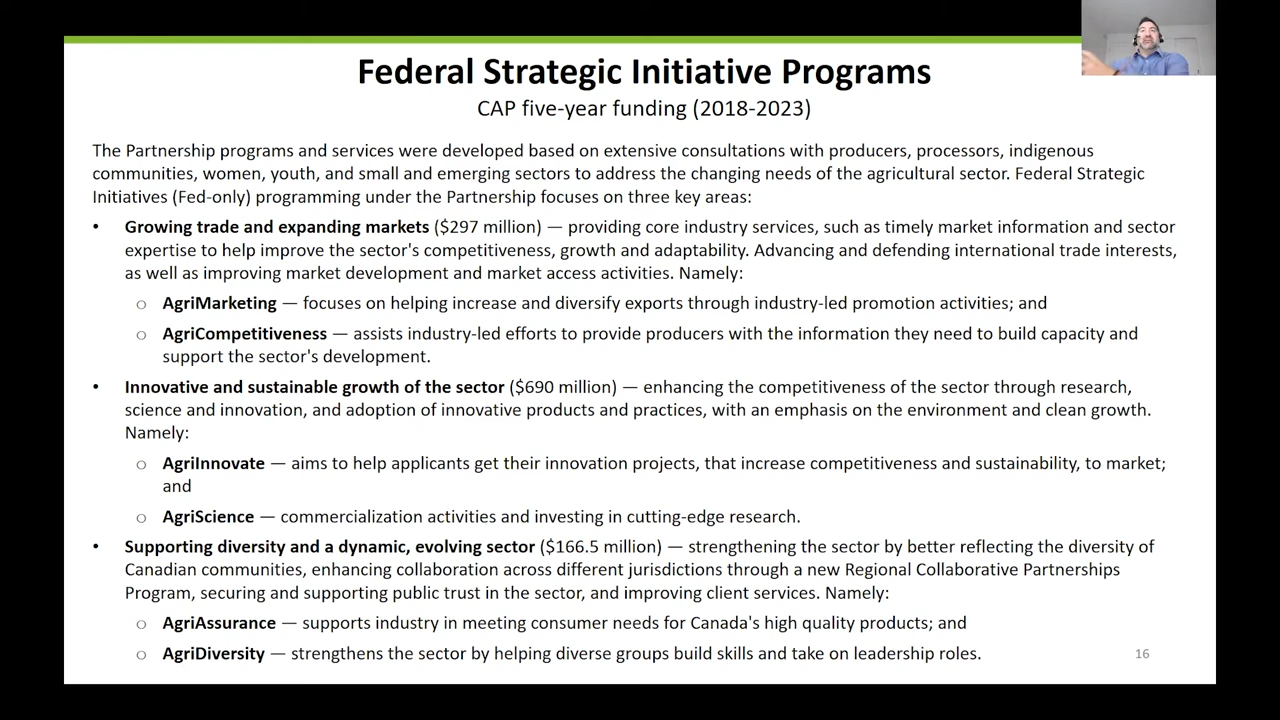 Federal Strategic Initiative Programs
CAP five-year funding (2018-2023)
The Partnership programs and services were developed based on extensive consultations with producers, processors, indigenous
communities, women, youth, and small and emerging sectors to address the changing needs of the agricultural sector. Federal Strategic
Initiatives (Fed-only) programming under the Partnership focuses on three key areas:
• Growing trade and expanding markets ($297 million) — providing core industry services, such as timely market information and sector
expertise to help improve the sector's competitiveness, growth and adaptability. Advancing and defending international trade interests,
as well as improving market development and market access activities. Namely:
○ AgriMarketing — focuses on helping increase and diversify exports through industry-led promotion activities; and
○ AgriCompetitiveness — assists industry-led efforts to provide producers with the information they need to build capacity and
support the sector's development.
• Innovative and sustainable growth of the sector ($690 million) — enhancing the competitiveness of the sector through research,
science and innovation, and adoption of innovative products and practices, with an emphasis on the environment and clean growth.
Namely:
○ AgriInnovate — aims to help applicants get their innovation projects, that increase competitiveness and sustainability, to market;
and
○ AgriScience — commercialization activities and investing in cutting-edge research.
• Supporting diversity and a dynamic, evolving sector ($166.5 million) — strengthening the sector by better reflecting the diversity of
Canadian communities, enhancing collaboration across different jurisdictions through a new Regional Collaborative Partnerships
Program, securing and supporting public trust in the sector, and improving client services. Namely:
○ AgriAssurance — supports industry in meeting consumer needs for Canada's high quality products; and
○ AgriDiversity — strengthens the sector by helping diverse groups build skills and take on leadership roles.
16